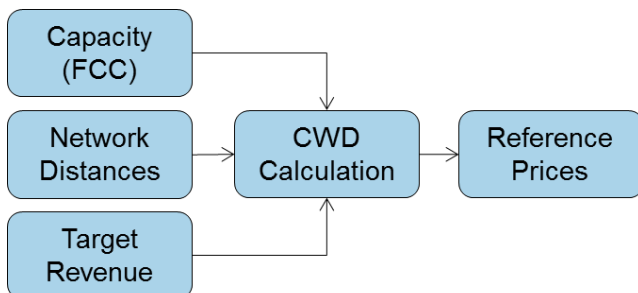 Capacity
(FCC)
Network
Distances
CWD
Calculation
Reference
Prices
Target
Revenue